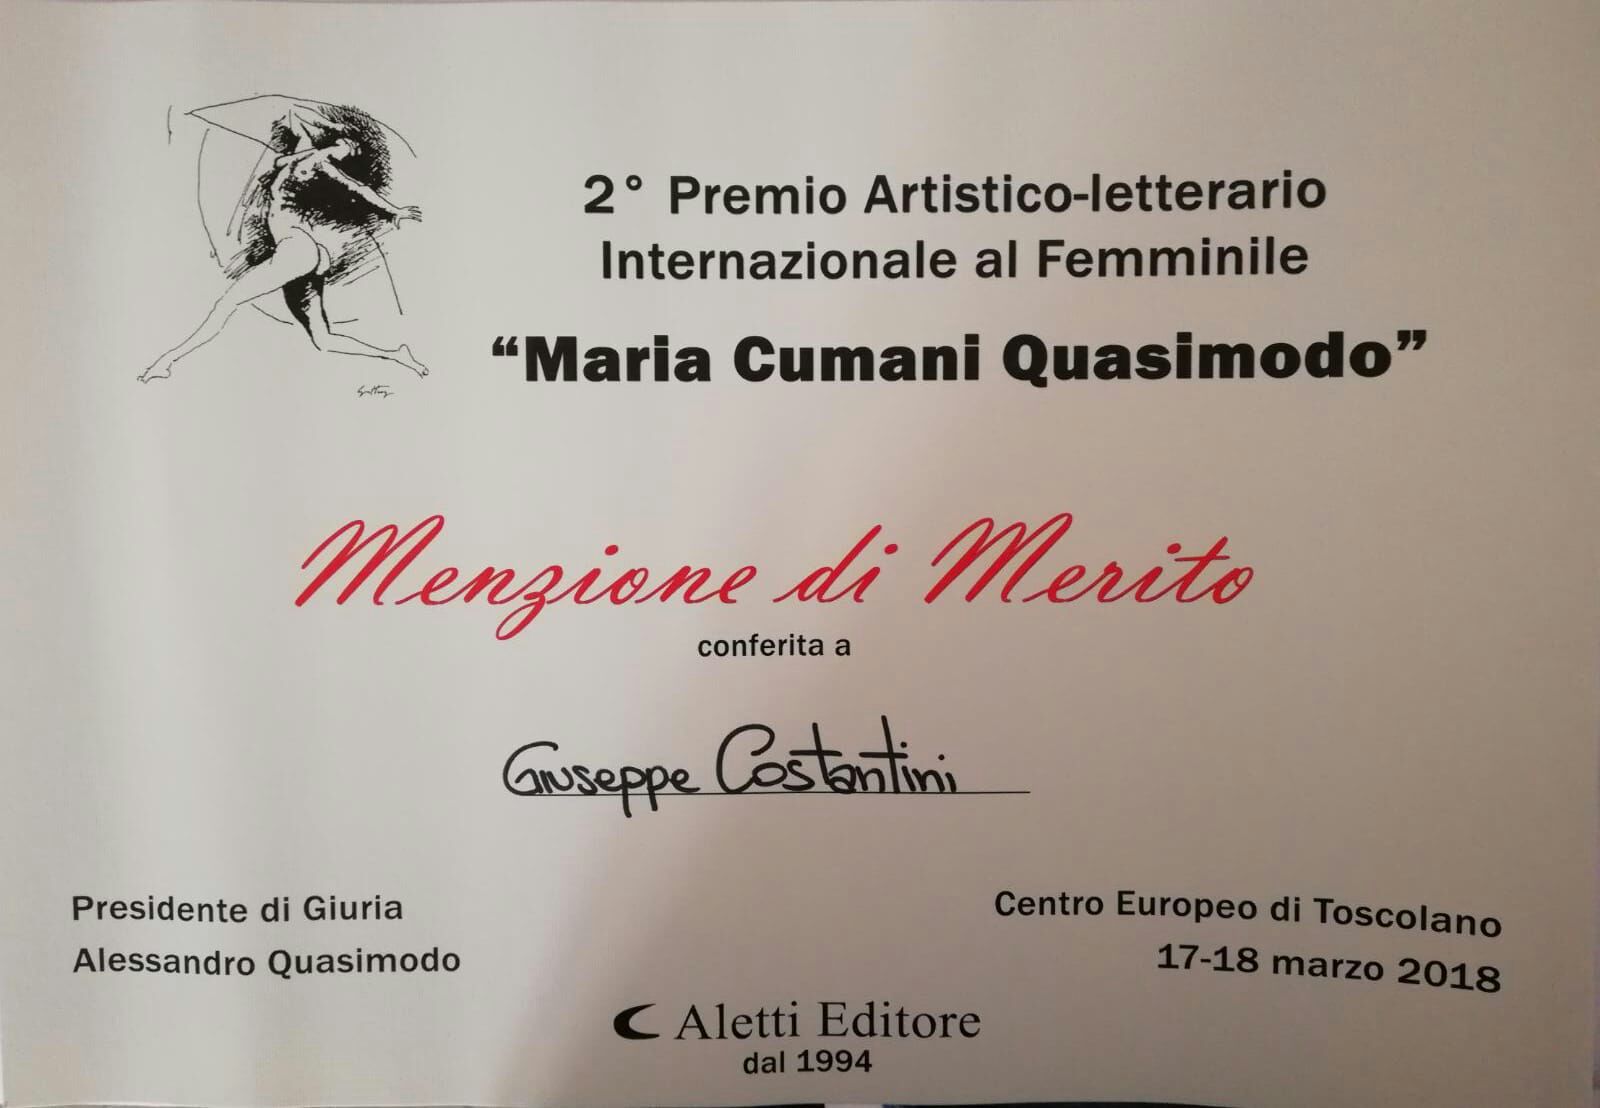 2° Premio Artistico-letterario
Internazionale al Femminile
“Maria Cumani Quasimodo”
Menzione di Merito
conferita a
Giuseppe Costantini
Presidente di Giuria
Alessandro Quasimodo
Centro Europeo di Toscolano
17-18 marzo 2018
Aletti Editore
dal 1994